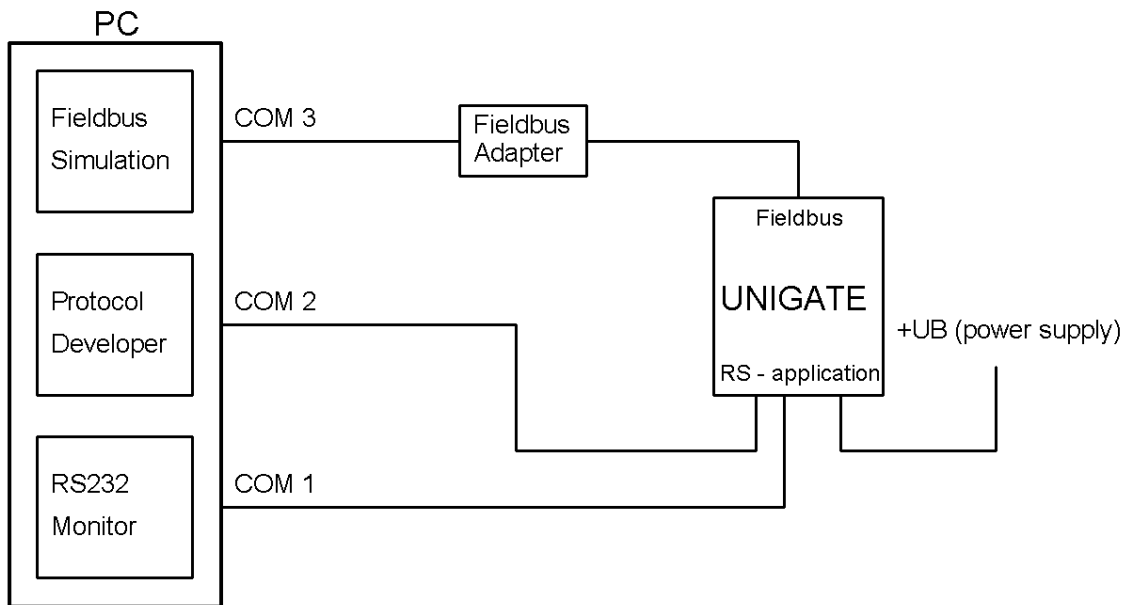 PC
Fieldbus
Simulation
COM 3
Fieldbus
Adapter
Fieldbus
UNIGATE
RS - application
+UB (power supply)
Protocol
Developer
COM 2
RS232
Monitor
COM 1